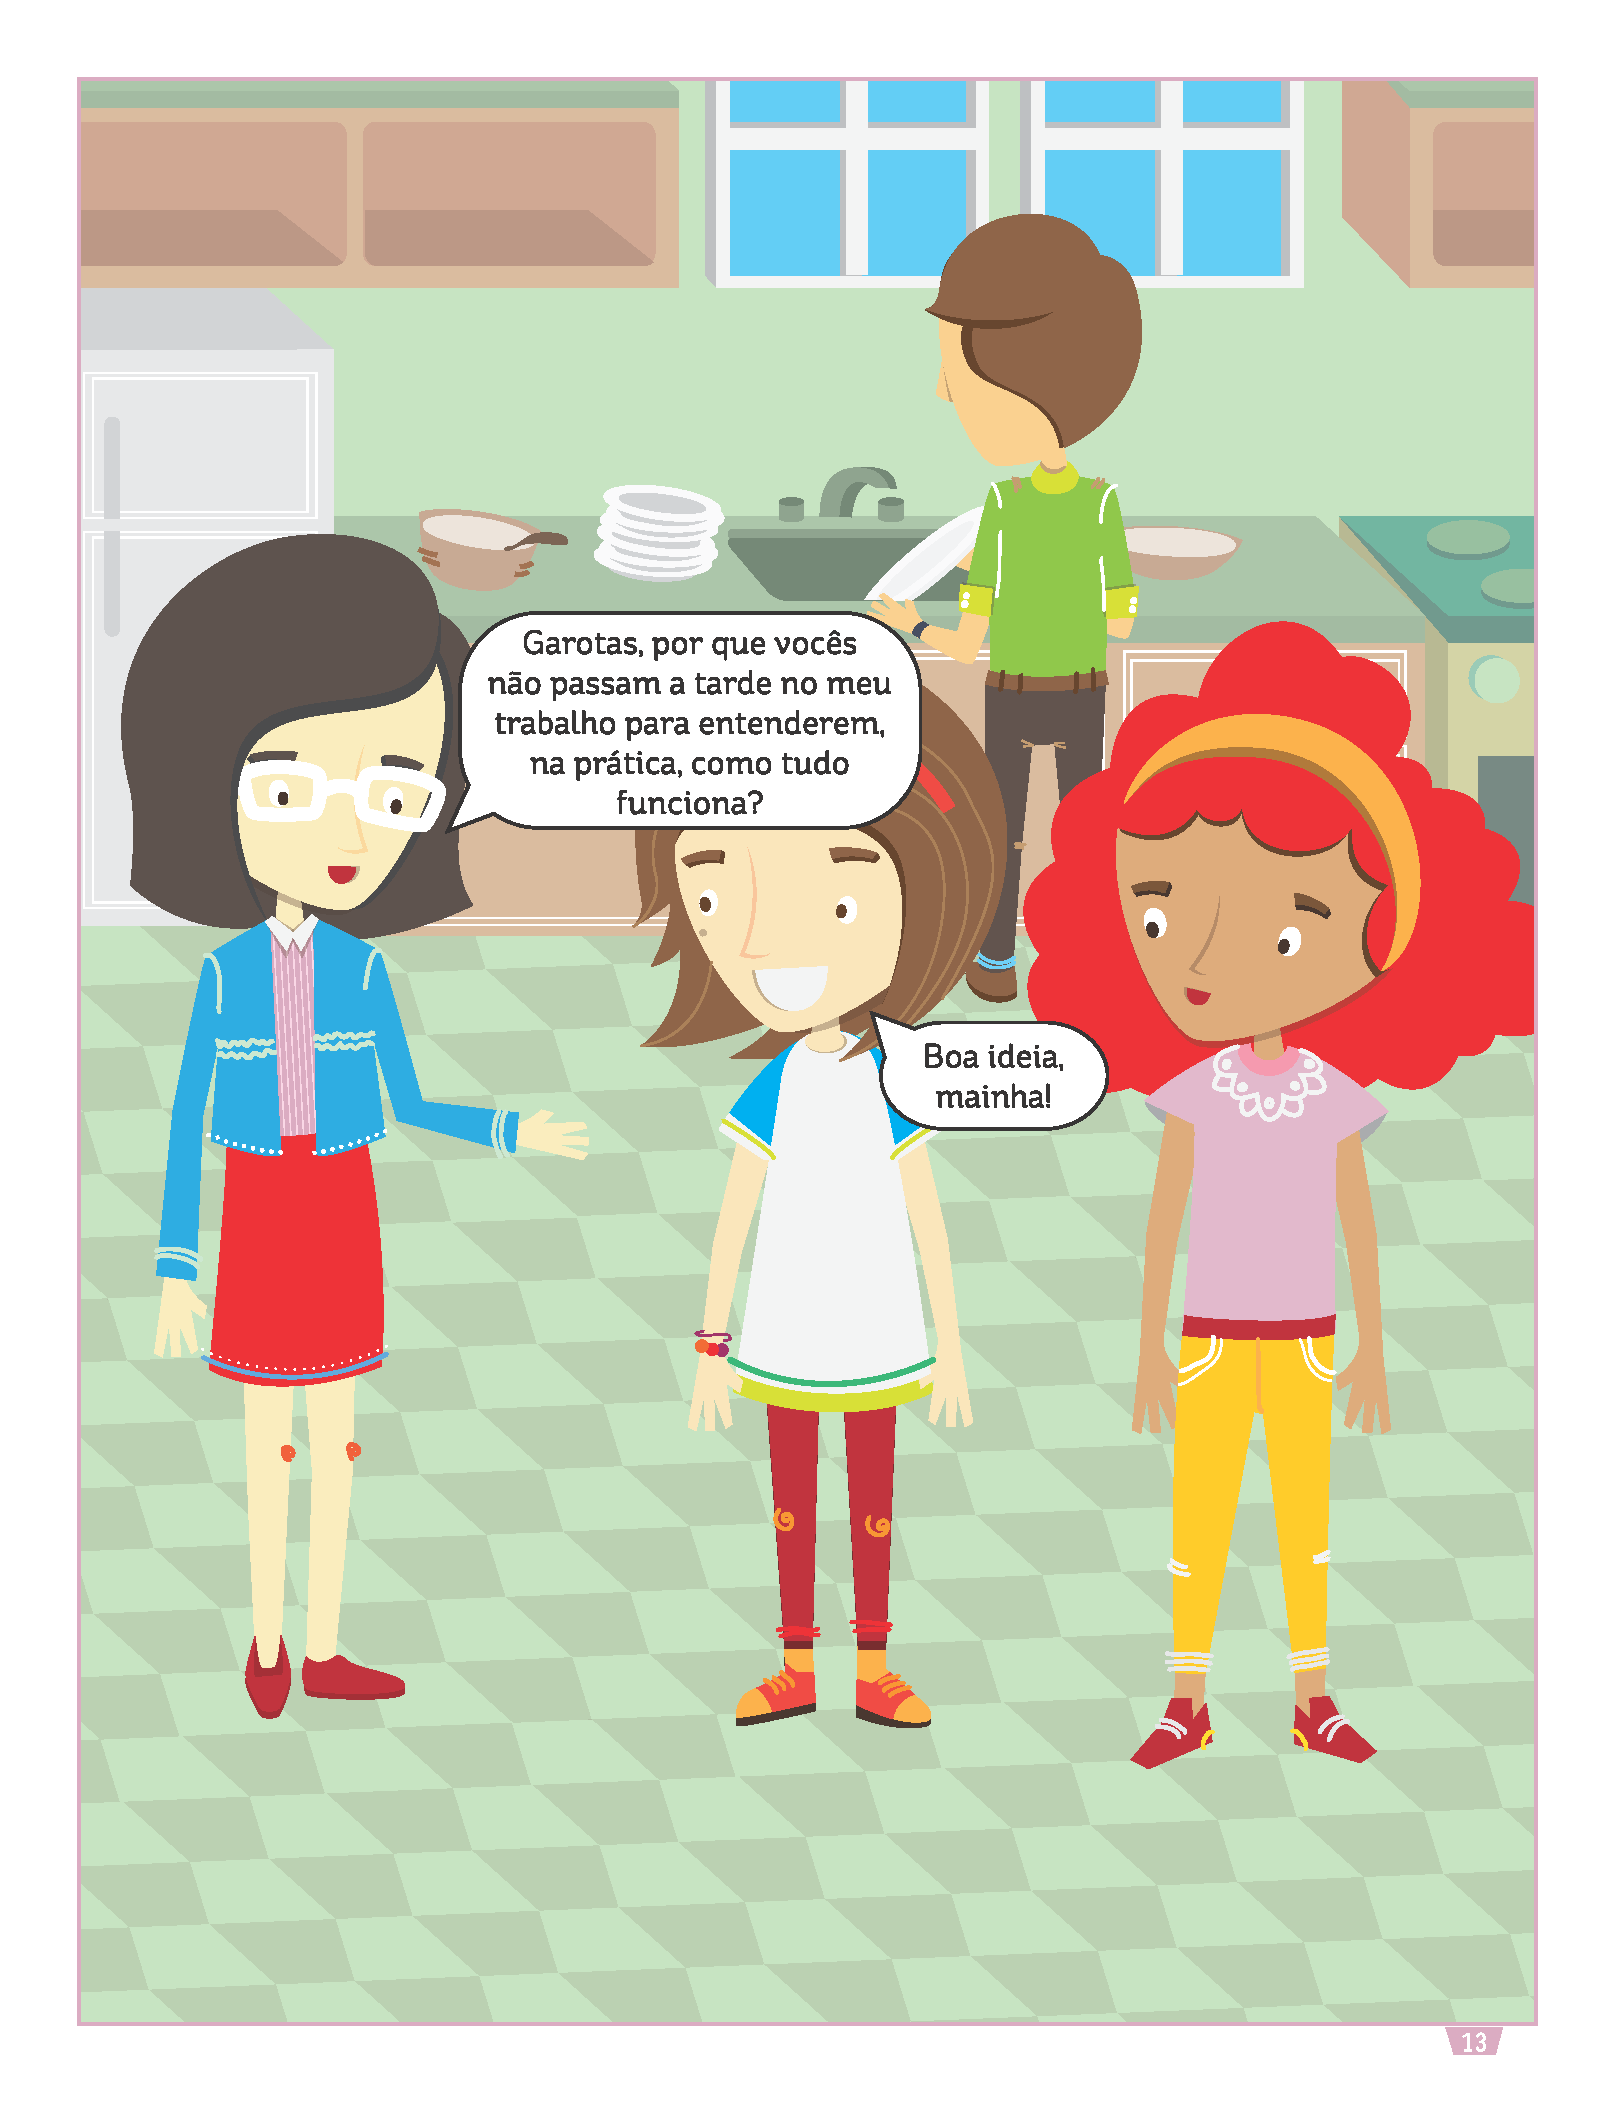 Garotas, por que vocês
não passam a tarde no meu
trabalho para entenderem,
na prática, como tudo
funciona?
Boa ideia,
mainha!
13